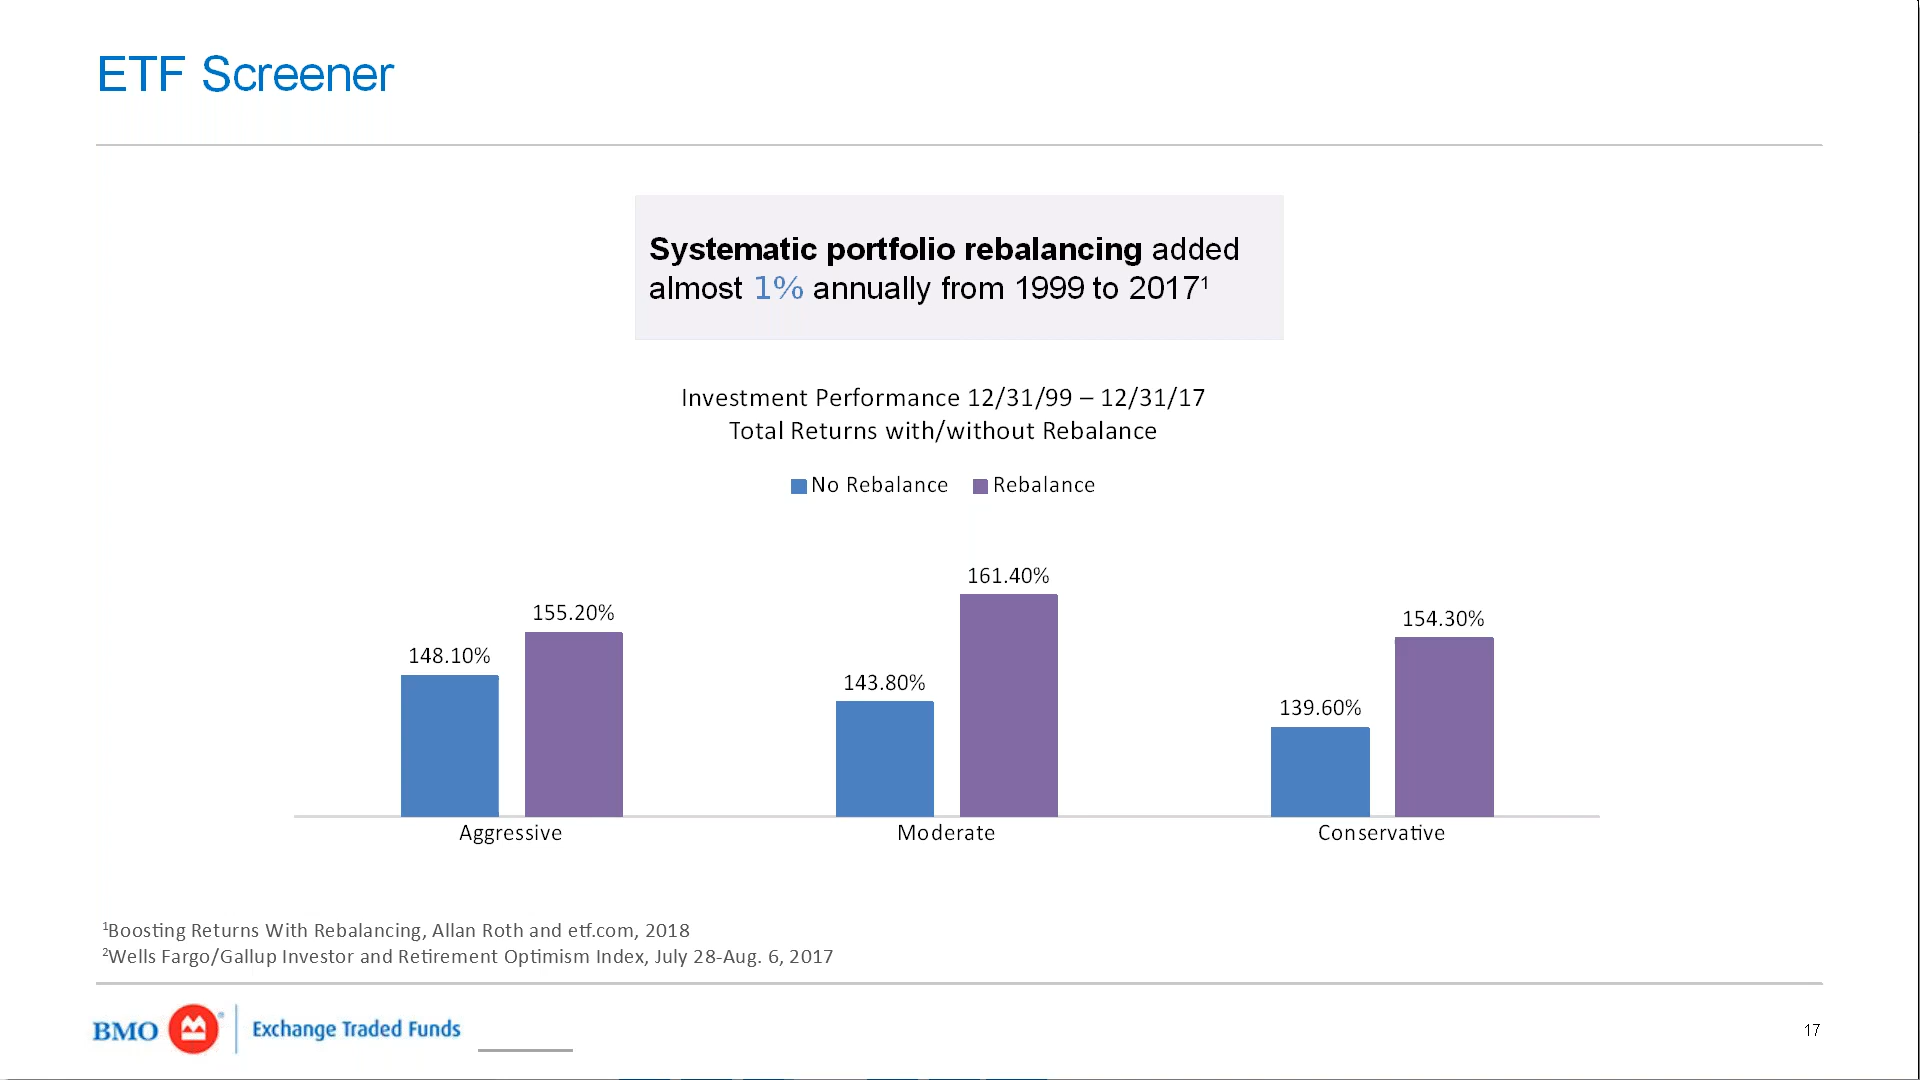 ETF Screener
Systematic portfolio rebalancing added
almost 1% annually from 1999 to 2017¹
Investment Performance 12/31/99 – 12/31/17
Total Returns with/without Rebalance
No Rebalance Rebalance
148.10% 155.20% 143.80% 161.40% 139.60% 154.30%
Aggressive Moderate Conservative
¹Boosting Returns With Rebalancing, Allan Roth and etf.com, 2018
²Wells Fargo/Gallup Investor and Retirement Optimism Index, July 28-Aug. 6, 2017
BMO Exchange Traded Funds
17